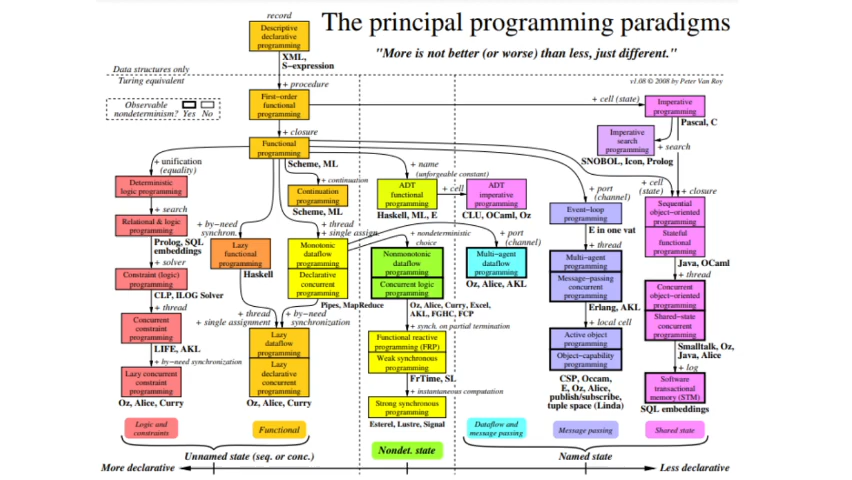 record
The principal programming paradigms
Descriptive
declarative
programming
"More is not better (or worse) than less, just different."
XML,
S−expression
Data structures only
Turing equivalent
v1.08 © 2008 by Peter Van Roy
+ procedure
Observable
nondeterminism? Yes No
First−order
functional
programming
+ cell (state)
Imperative
programming
Pascal, C
+ closure
Imperative
search
programming
+ search
SNOBOL, Icon, Prolog
Functional
programming
Scheme, ML
+ unification
(equality)
+ continuation
+ name
(unforgeable constant)
+ cell
+ port
(channel)
+ cell
(state)
+ closure
Deterministic
logic programming
Continuation
programming
Scheme, ML
ADT
functional
programming
Haskell, ML, E
ADT
imperative
programming
CLU, OCaml, Oz
+ search
+ by−need
synchron.
+ thread
+ single assign.
+ nondeterministic
choice
+ port
(channel)
Event−loop
programming
E in one vat
+ thread
Sequential
object−oriented
programming
Stateful
functional
programming
Java, OCaml
+ thread
Relational & logic
programming
Prolog, SQL
embeddings
+ solver
Lazy
functional
programming
Haskell
Monotonic
dataflow
programming
Declarative
concurrent
programming
Pipes, MapReduce
Nonmonotonic
dataflow
programming
Concurrent logic
programming
Oz, Alice, Curry, Excel,
AKL, FGHC, FCP
Multi−agent
dataflow
programming
Oz, Alice, AKL
Multi−agent
programming
Message−passing
concurrent
programming
Erlang, AKL
+ local cell
Concurrent
object−oriented
programming
Shared−state
concurrent
programming
Smalltalk, Oz,
Java, Alice
+ log
Constraint (logic)
programming
CLP, ILOG Solver
+ thread
+ thread
+ single assignment
+ by−need
synchronization
+ synch. on partial termination
Concurrent
constraint
programming
LIFE, AKL
+ by−need synchronization
Lazy
dataflow
programming
Lazy
declarative
concurrent
programming
Oz, Alice, Curry
Functional reactive
programming (FRP)
Weak synchronous
programming
FrTime, SL
+ instantaneous computation
Active object
programming
Object−capability
programming
CSP, Occam,
E, Oz, Alice,
publish/subscribe,
tuple space (Linda)
Lazy concurrent
constraint
programming
Oz, Alice, Curry
Strong synchronous
programming
Esterel, Lustre, Signal
Software
transactional
memory (STM)
SQL embeddings
Logic and
constraints
Functional
Dataflow and
message passing
Message passing
Shared state
Unnamed state (seq. or conc.)
Nondet. state
Named state
More declarative
Less declarative